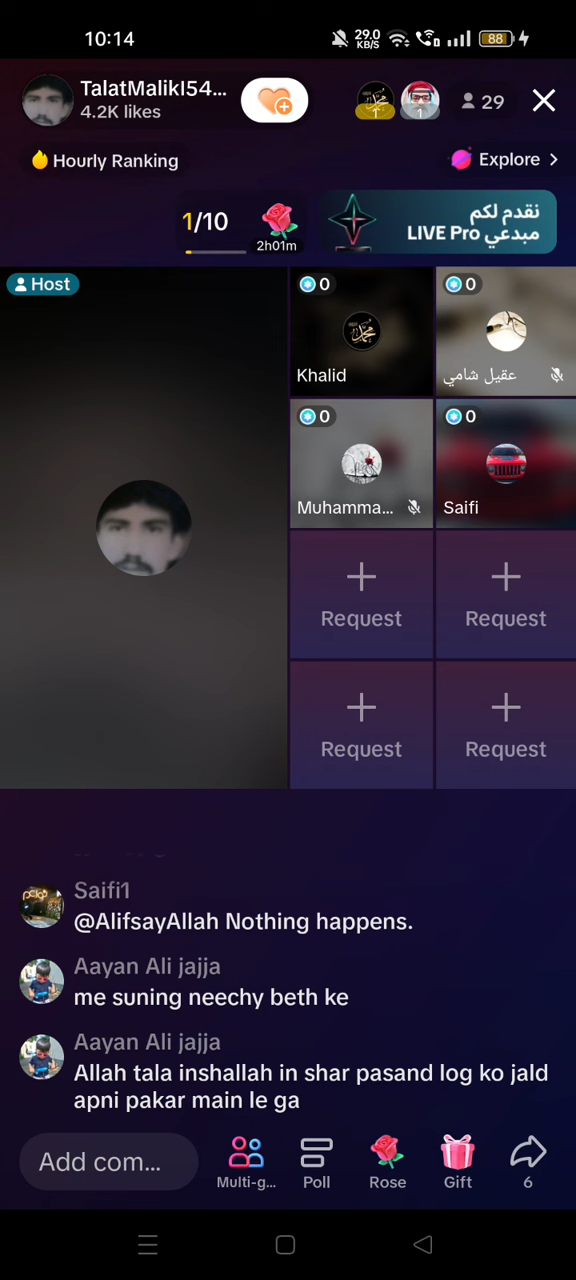 10:14
29.0
KB/S
88
TalatMalikI54...
4.2K likes
1
1
29
Hourly Ranking
Explore >
1/10
2h01m
نقدم لكم
مبدعي LIVE Pro
Host
0
0
Khalid
عقيل شامي
0
0
Muhamma...
Saifi
Request
Request
Request
Request
Saifi1
@AlifsayAllah Nothing happens.
Aayan Ali jajja
me suning neechy beth ke
Aayan Ali jajja
Allah tala inshallah in shar pasand log ko jald
apni pakar main le ga
Add com...
Multi-g...
Poll
Rose
Gift
6